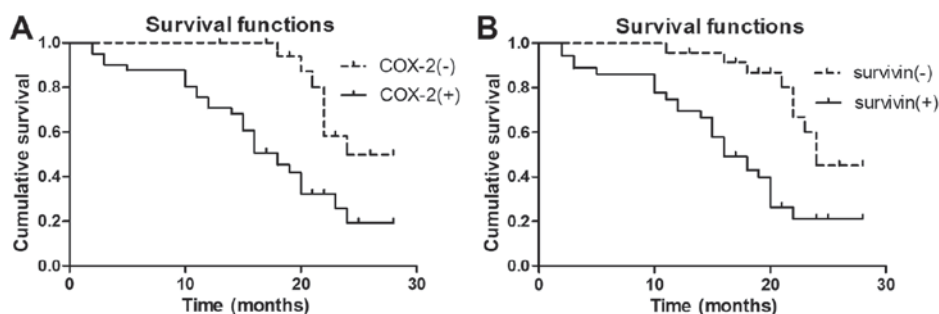 A
Survival functions
COX-2(-)
COX-2(+)
Cumulative survival
1.0
0.8
0.6
0.4
0.2
0.0
0
10
20
30
Time (months)
B
Survival functions
survivin(-)
survivin(+)
Cumulative survival
1.0
0.8
0.6
0.4
0.2
0.0
0
10
20
30
Time (months)